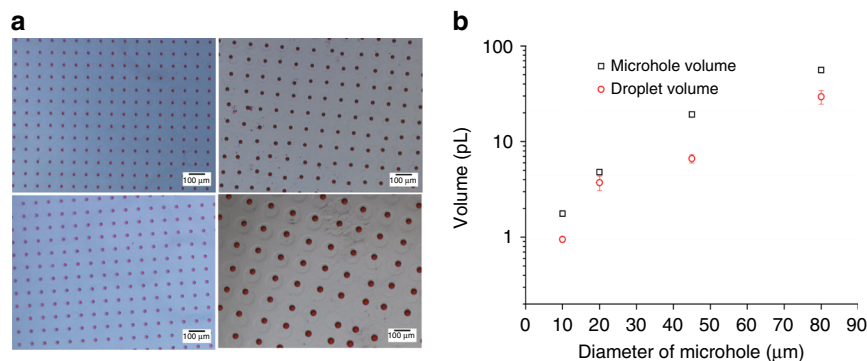 a
100 μm
100 μm
100 μm
100 μm
b
100
10
1
Volume (pL)
Microhole volume
Droplet volume
0 10 20 30 40 50 60 70 80 90
Diameter of microhole (μm)